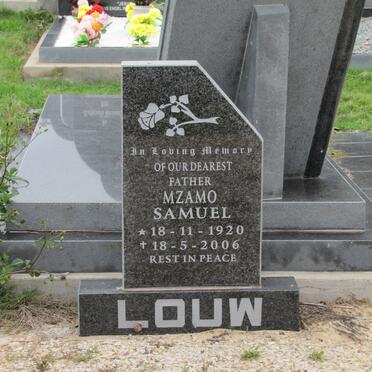 In Loving Memory
OF OUR DEAREST
FATHER
MZAMO
SAMUEL
★ 18-11-1920
✝ 18-5-2006
REST IN PEACE
LOUW